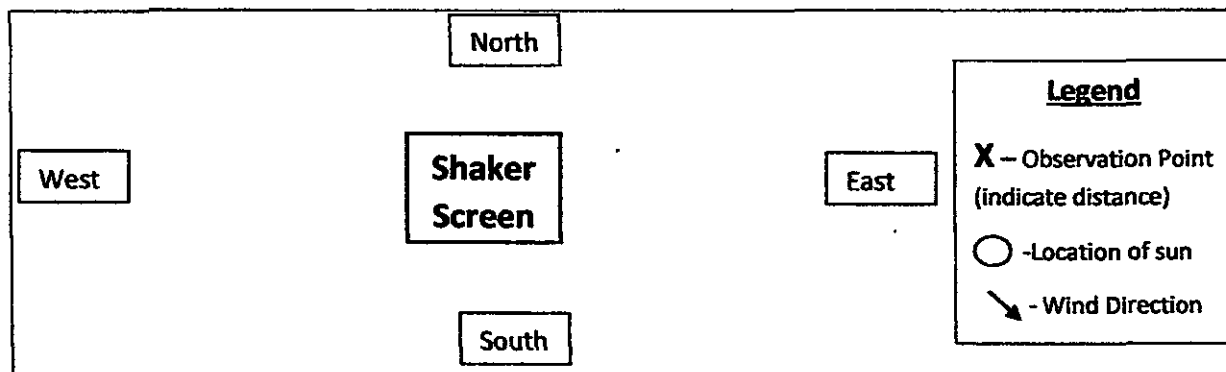 North
Legend
West
Shaker
Screen
East
X – Observation Point
(indicate distance)
-Location of sun
- Wind Direction
South